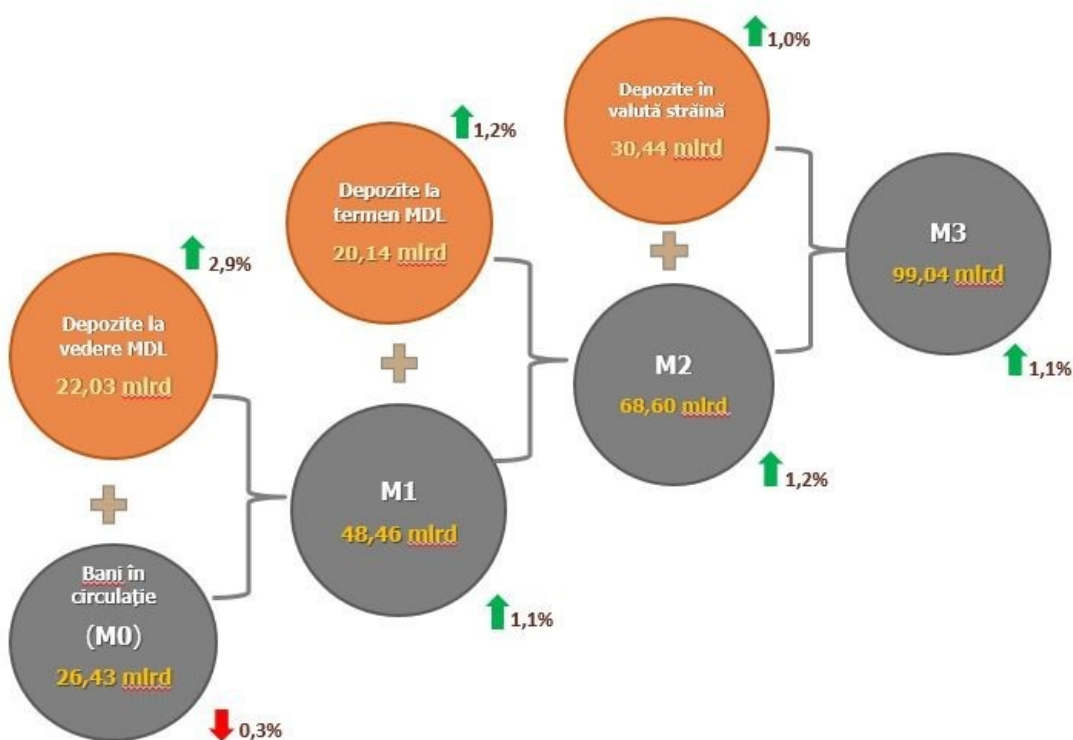 Depozite la
vedere MDL
22,03 mlrd
2,9%
Bani în
circulație
(M0)
26,43 mlrd
0,3%
Depozite la
termen MDL
20,14 mlrd
1,2%
M1
48,46 mlrd
1,1%
Depozite în
valută străină
30,44 mlrd
1,0%
M2
68,60 mlrd
1,2%
M3
99,04 mlrd
1,1%